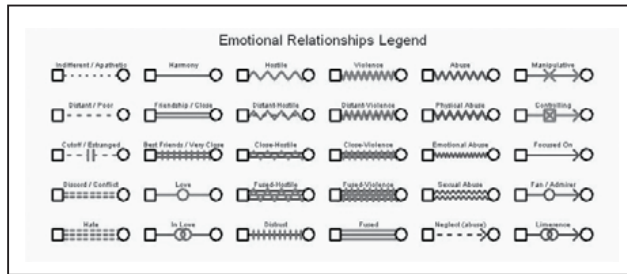 Emotional Relationships Legend
Indifferent / Apathetic Harmony Hostile Violence Abuse Manipulative
Distant / Poor Friendship / Close Distant-Hostile Distant-Violence Physical Abuse Controlling
Cutoff / Estranged Best Friends / Very Close Close-Hostile Close-Violence Emotional Abuse Focused On
Discord / Conflict Love Fused-Hostile Fused-Violence Sexual Abuse Fan / Admirer
Hate In Love Distrust Fused Neglect (abuse) Limerence